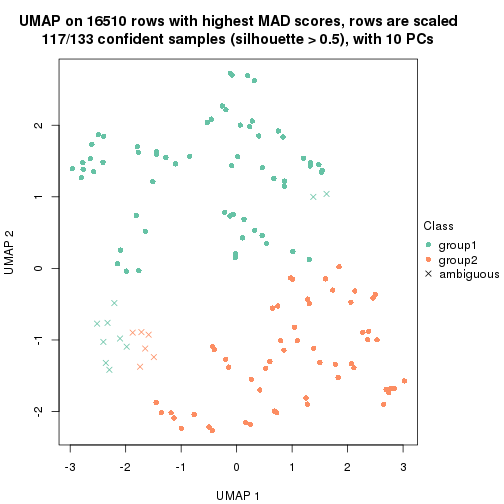 UMAP on 16510 rows with highest MAD scores, rows are scaled
117/133 confident samples (silhouette > 0.5), with 10 PCs
2
1
0
-1
-2
UMAP 2
-3 -2 -1 0 1 2 3
UMAP 1
Class
group1
group2
ambiguous